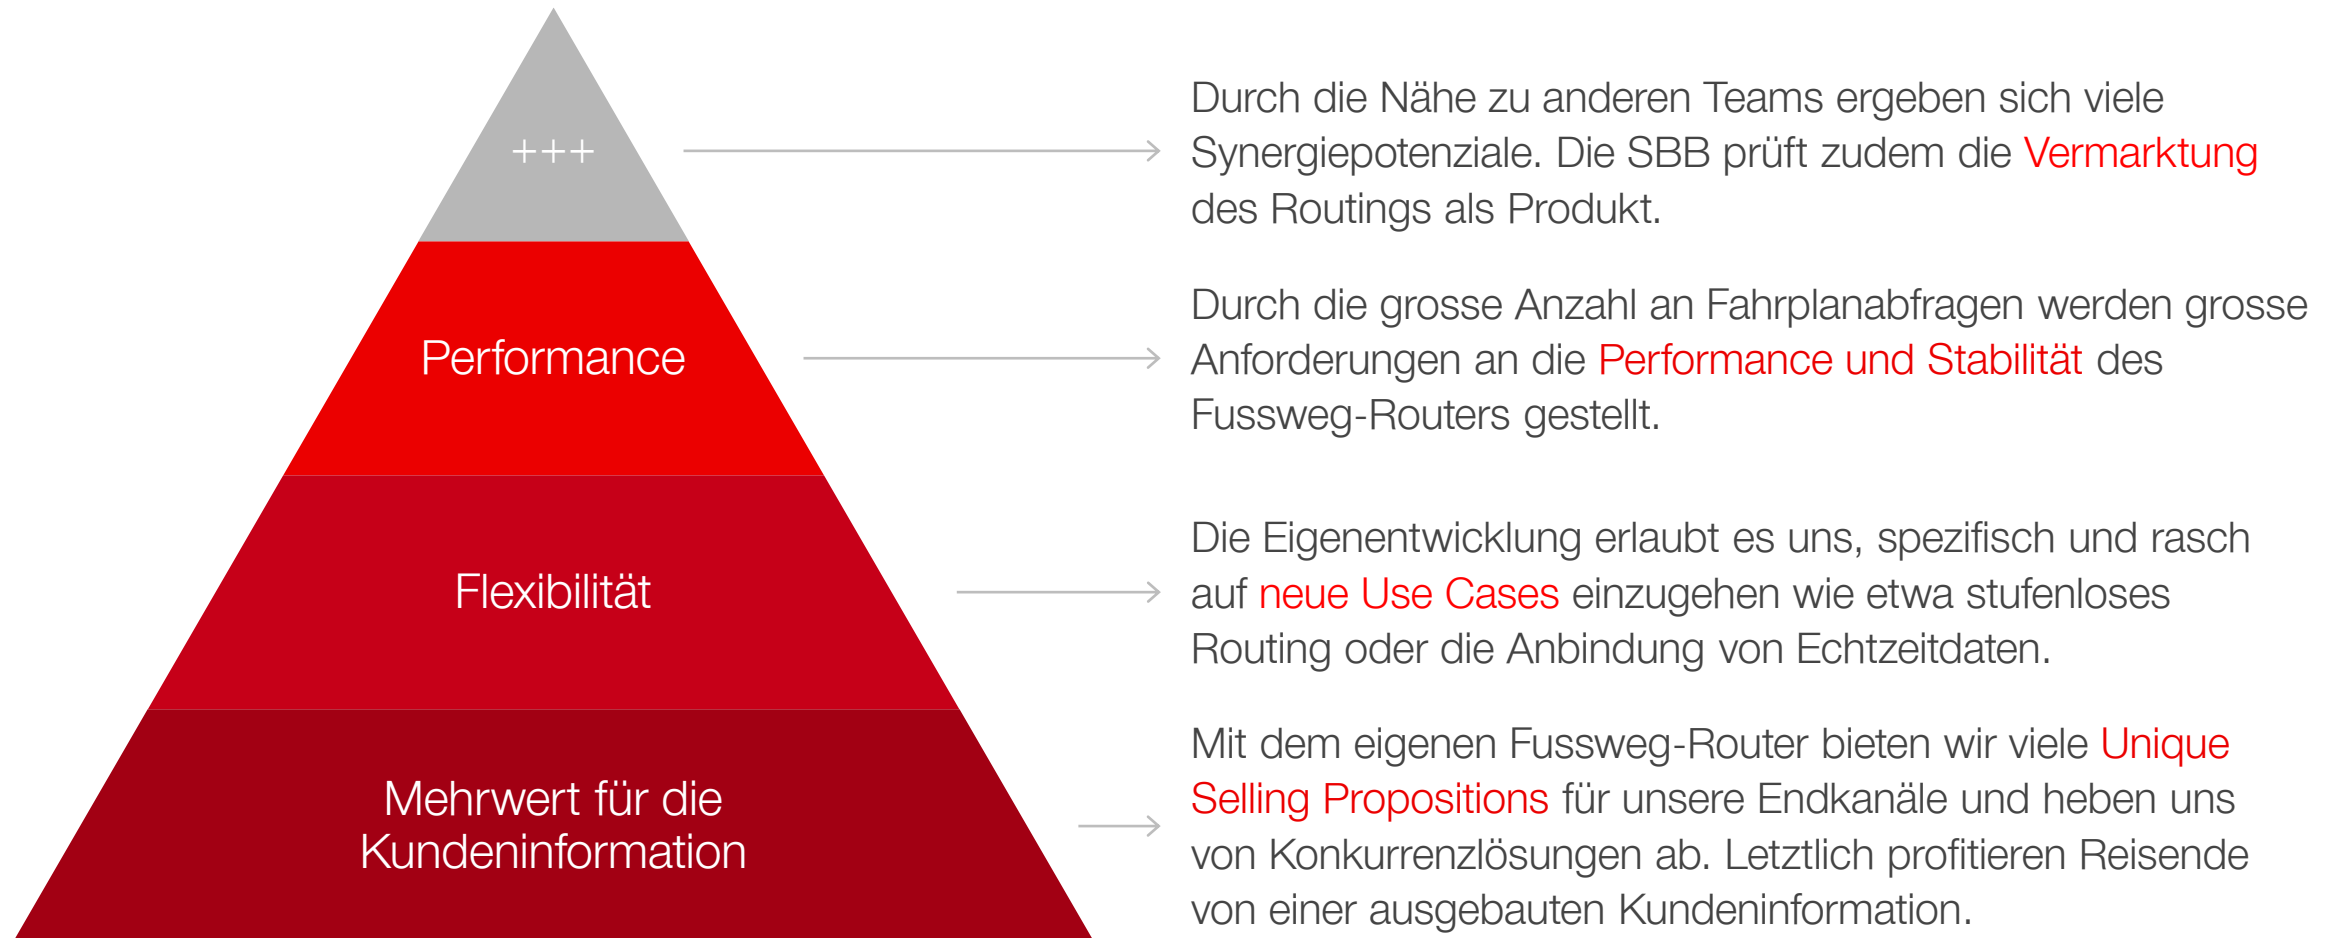 +++
Durch die Nähe zu anderen Teams ergeben sich viele
Synergiepotenziale. Die SBB prüft zudem die Vermarktung
des Routings als Produkt.
Performance
Durch die grosse Anzahl an Fahrplanabfragen werden grosse
Anforderungen an die Performance und Stabilität des
Fussweg-Routers gestellt.
Flexibilität
Die Eigenentwicklung erlaubt es uns, spezifisch und rasch
auf neue Use Cases einzugehen wie etwa stufenloses
Routing oder die Anbindung von Echtzeitdaten.
Mehrwert für die
Kundeninformation
Mit dem eigenen Fussweg-Router bieten wir viele Unique
Selling Propositions für unsere Endkanäle und heben uns
von Konkurrenzlösungen ab. Letztlich profitieren Reisende
von einer ausgebauten Kundeninformation.